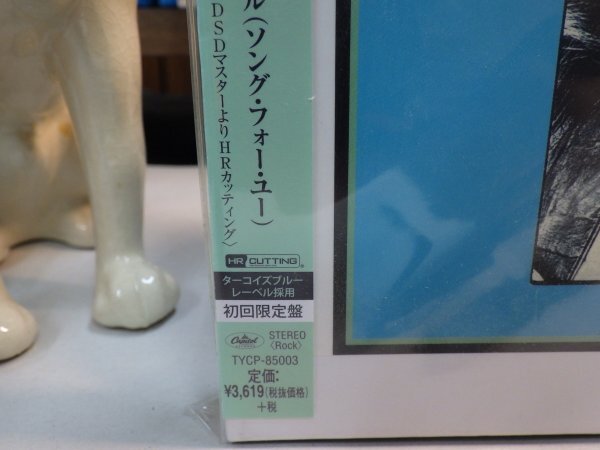 ル(ソング・フォー・ユー)
DSDマスターよりHRカッティング〉
HR CUTTING
ターコイズブルー
レーベル採用
初回限定盤
Capitol
STEREO
〈Rock〉
TYCP-85003
定価:
¥3,619(税抜価格)
+税